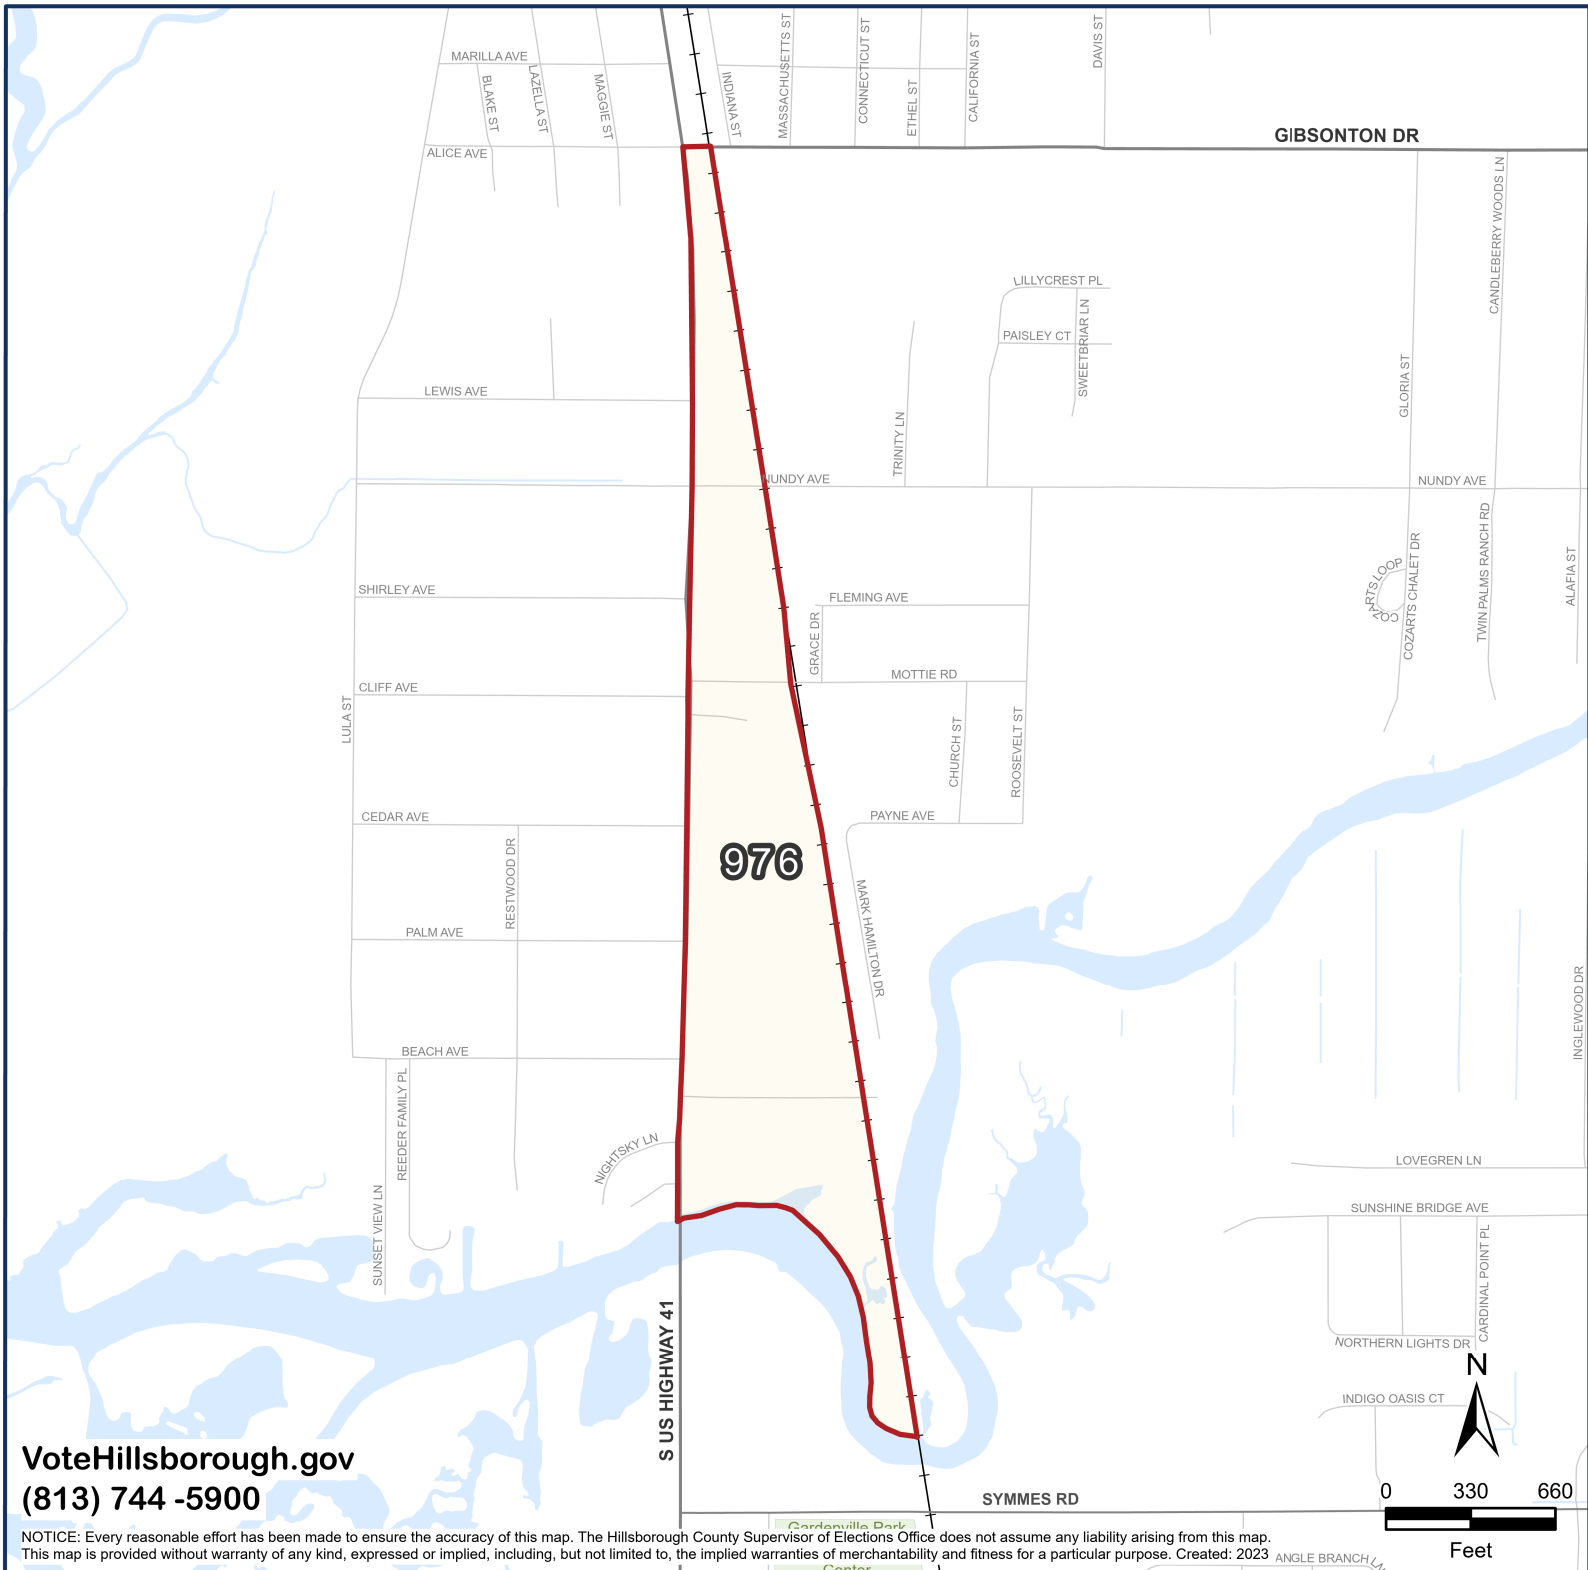 MARILLA AVE
BLAKE ST
LAZELLA ST
MAGGIE ST
INDIANA ST
MASSACHUSETTS ST
CONNECTICUT ST
ETHEL ST
CALIFORNIA ST
DAVIS ST
ALICE AVE
GIBSONTON DR
CANDLEBERRY WOODS LN
LILLYCREST PL
PAISLEY CT
SWEETBRIAR LN
GLORIA ST
LEWIS AVE
TRINITY LN
NUNDY AVE
NUNDY AVE
TWIN PALMS RANCH RD
COZARTS CHALET DR
COZARTS LOOP
ALAFIA ST
SHIRLEY AVE
FLEMING AVE
GRACE DR
MOTTIE RD
CLIFF AVE
LULA ST
CHURCH ST
ROOSEVELT ST
CEDAR AVE
PAYNE AVE
RESTWOOD DR
976
MARK HAMILTON DR
PALM AVE
INGLEWOOD DR
BEACH AVE
REEDER FAMILY PL
NIGHTSKY LN
SUNSET VIEW LN
LOVEGREN LN
SUNSHINE BRIDGE AVE
CARDINAL POINT PL
NORTHERN LIGHTS DR
S US HIGHWAY 41
N
INDIGO OASIS CT
VoteHillsborough.gov
(813) 744 -5900
SYMMES RD
0 330 660
Feet
Gardenville Park
Center
NOTICE: Every reasonable effort has been made to ensure the accuracy of this map. The Hillsborough County Supervisor of Elections Office does not assume any liability arising from this map.
This map is provided without warranty of any kind, expressed or implied, including, but not limited to, the implied warranties of merchantability and fitness for a particular purpose. Created: 2023
ANGLE BRANCH LN